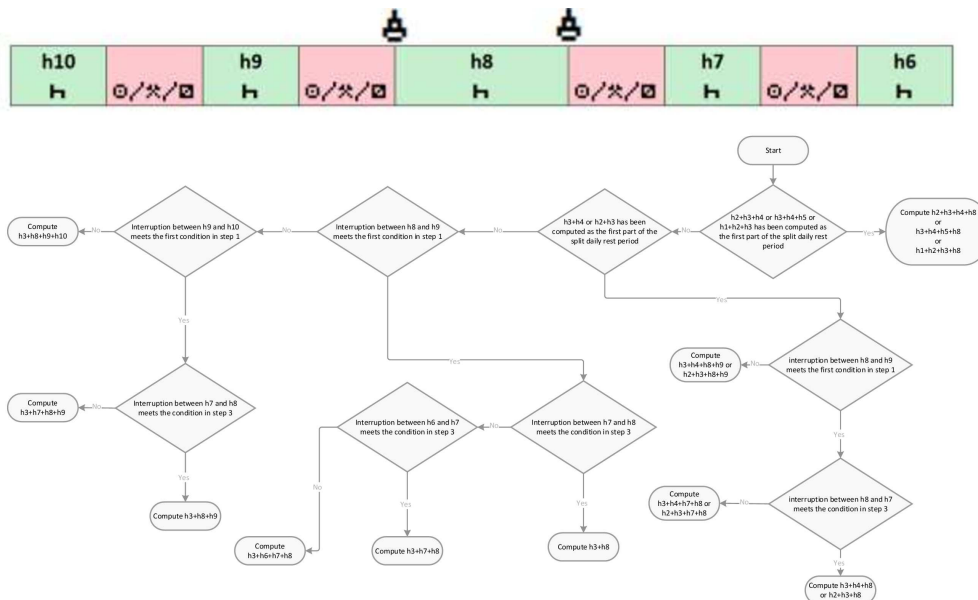 h10
h9
h8
h7
h6
Start
h2+h3+h4 or h3+h4+h5 or
h1+h2+h3 has been computed as
the first part of the split daily rest
period
Yes
Compute h2+h3+h4+h8
or
h3+h4+h5+h8
or
h1+h2+h3+h8
No
h3+h4 or h2+h3 has been
computed as the first part of the
split daily rest period
No
Interruption between h8 and h9
meets the first condition in step 1
No
Interruption between h9 and h10
meets the first condition in step 1
No
Compute
h3+h8+h9+h10
Yes
Interruption between h7 and h8
meets the condition in step 3
No
Compute
h3+h7+h8+h9
Yes
Compute h3+h8+h9
Yes
Interruption between h7 and h8
meets the condition in step 3
No
Interruption between h6 and h7
meets the condition in step 3
No
Compute
h3+h6+h7+h8
Yes
Compute h3+h7+h8
Yes
Compute h3+h8
Yes
interruption between h8 and h9
meets the first condition in step 1
No
Compute
h3+h4+h8+h9 or
h2+h3+h8+h9
Yes
interruption between h8 and h7
meets the condition in step 3
No
Compute
h3+h4+h7+h8 or
h2+h3+h7+h8
Yes
Compute h3+h4+h8
or h2+h3+h8